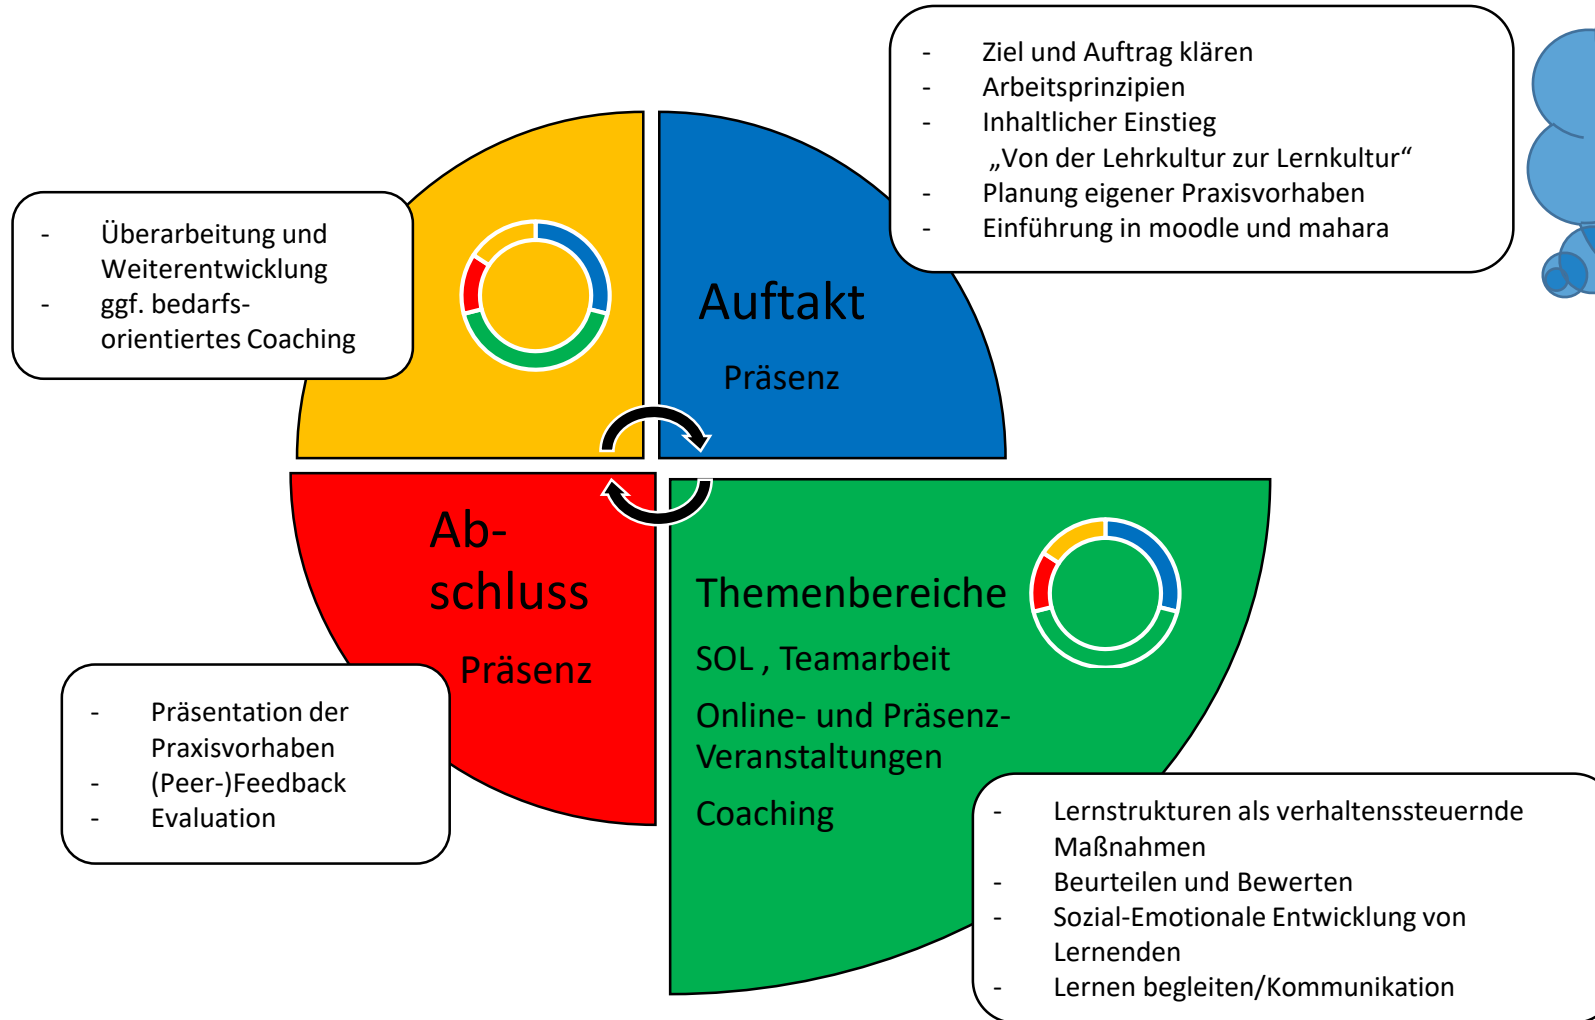 - Ziel und Auftrag klären
- Arbeitsprinzipien
- Inhaltlicher Einstieg
„Von der Lehrkultur zur Lernkultur“
- Planung eigener Praxisvorhaben
- Einführung in moodle und mahara
- Überarbeitung und
Weiterentwicklung
- ggf. bedarfs-
orientiertes Coaching
Auftakt
Präsenz
Ab-
schluss
Präsenz
Themenbereiche
SOL , Teamarbeit
Online- und Präsenz-
Veranstaltungen
Coaching
- Präsentation der
Praxisvorhaben
- (Peer-)Feedback
- Evaluation
- Lernstrukturen als verhaltenssteuernde
Maßnahmen
- Beurteilen und Bewerten
- Sozial-Emotionale Entwicklung von
Lernenden
- Lernen begleiten/Kommunikation